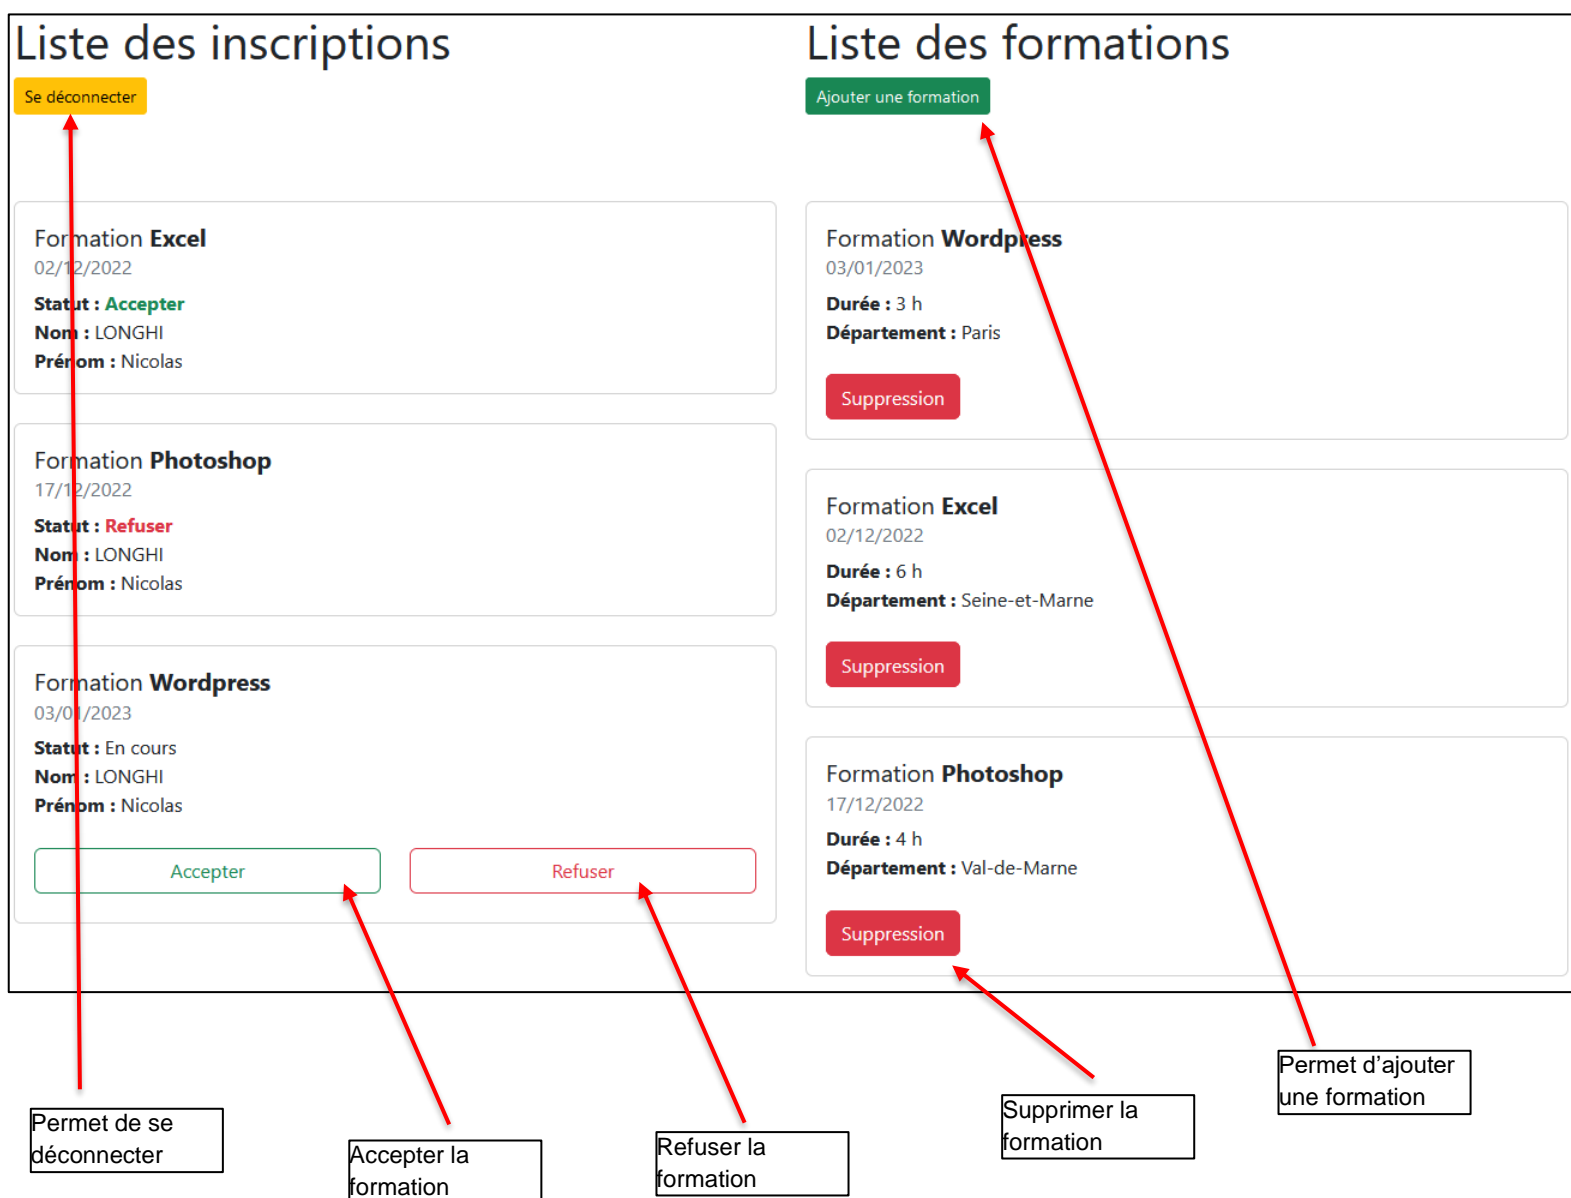 Liste des inscriptions
Se déconnecter
Formation Excel
02/12/2022
Statut : Accepter
Nom : LONGHI
Prénom : Nicolas
Formation Photoshop
17/12/2022
Statut : Refuser
Nom : LONGHI
Prénom : Nicolas
Formation Wordpress
03/01/2023
Statut : En cours
Nom : LONGHI
Prénom : Nicolas
Accepter
Refuser
Liste des formations
Ajouter une formation
Formation Wordpress
03/01/2023
Durée : 3 h
Département : Paris
Suppression
Formation Excel
02/12/2022
Durée : 6 h
Département : Seine-et-Marne
Suppression
Formation Photoshop
17/12/2022
Durée : 4 h
Département : Val-de-Marne
Suppression
Permet de se
déconnecter
Accepter la
formation
Refuser la
formation
Supprimer la
formation
Permet d’ajouter
une formation